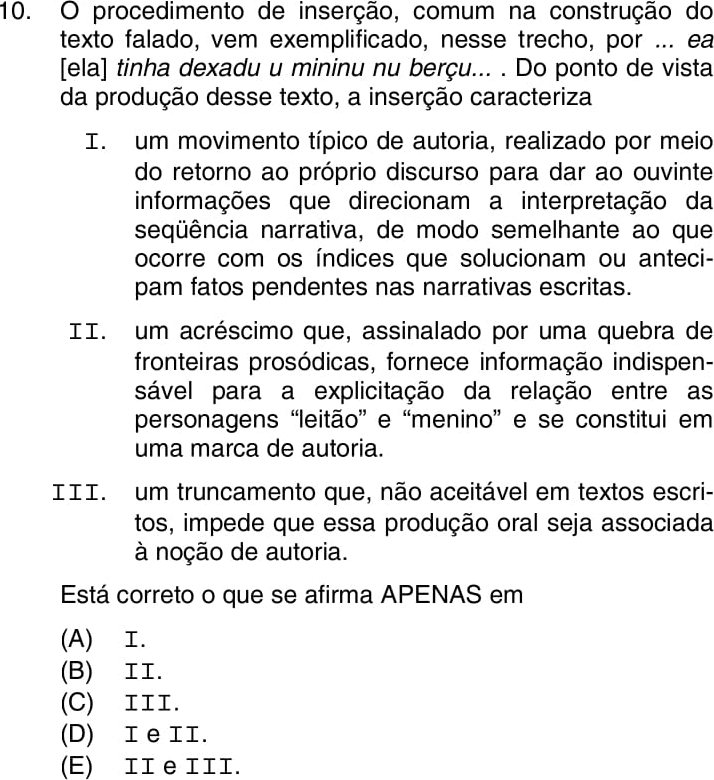 10. O procedimento de inserção, comum na construção do
texto falado, vem exemplificado, nesse trecho, por ... ea
[ela] tinha dexadu u mininu nu berçu... . Do ponto de vista
da produção desse texto, a inserção caracteriza
I. um movimento típico de autoria, realizado por meio
do retorno ao próprio discurso para dar ao ouvinte
informações que direcionam a interpretação da
seqüência narrativa, de modo semelhante ao que
ocorre com os índices que solucionam ou anteci-
pam fatos pendentes nas narrativas escritas.
II. um acréscimo que, assinalado por uma quebra de
fronteiras prosódicas, fornece informação indispen-
sável para a explicitação da relação entre as
personagens “leitão” e “menino” e se constitui em
uma marca de autoria.
III. um truncamento que, não aceitável em textos escri-
tos, impede que essa produção oral seja associada
à noção de autoria.
Está correto o que se afirma APENAS em
(A) I.
(B) II.
(C) III.
(D) I e II.
(E) II e III.